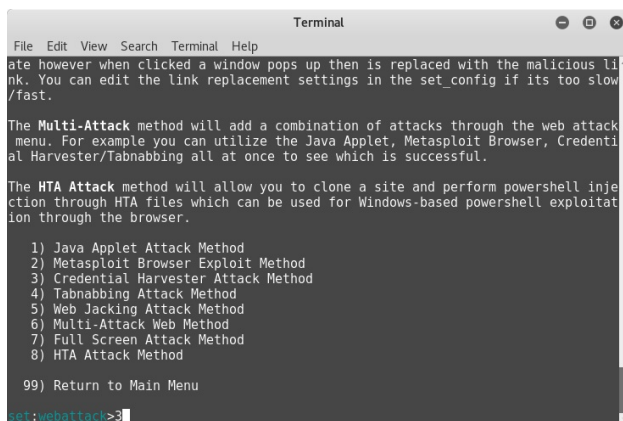 Terminal
File Edit View Search Terminal Help
ate however when clicked a window pops up then is replaced with the malicious li
nk. You can edit the link replacement settings in the set_config if its too slow
/fast.
The Multi-Attack method will add a combination of attacks through the web attack
menu. For example you can utilize the Java Applet, Metasploit Browser, Credenti
al Harvester/Tabnabbing all at once to see which is successful.
The HTA Attack method will allow you to clone a site and perform powershell inje
ction through HTA files which can be used for Windows-based powershell exploitat
ion through the browser.
1) Java Applet Attack Method
2) Metasploit Browser Exploit Method
3) Credential Harvester Attack Method
4) Tabnabbing Attack Method
5) Web Jacking Attack Method
6) Multi-Attack Web Method
7) Full Screen Attack Method
8) HTA Attack Method
99) Return to Main Menu
set:webattack>3